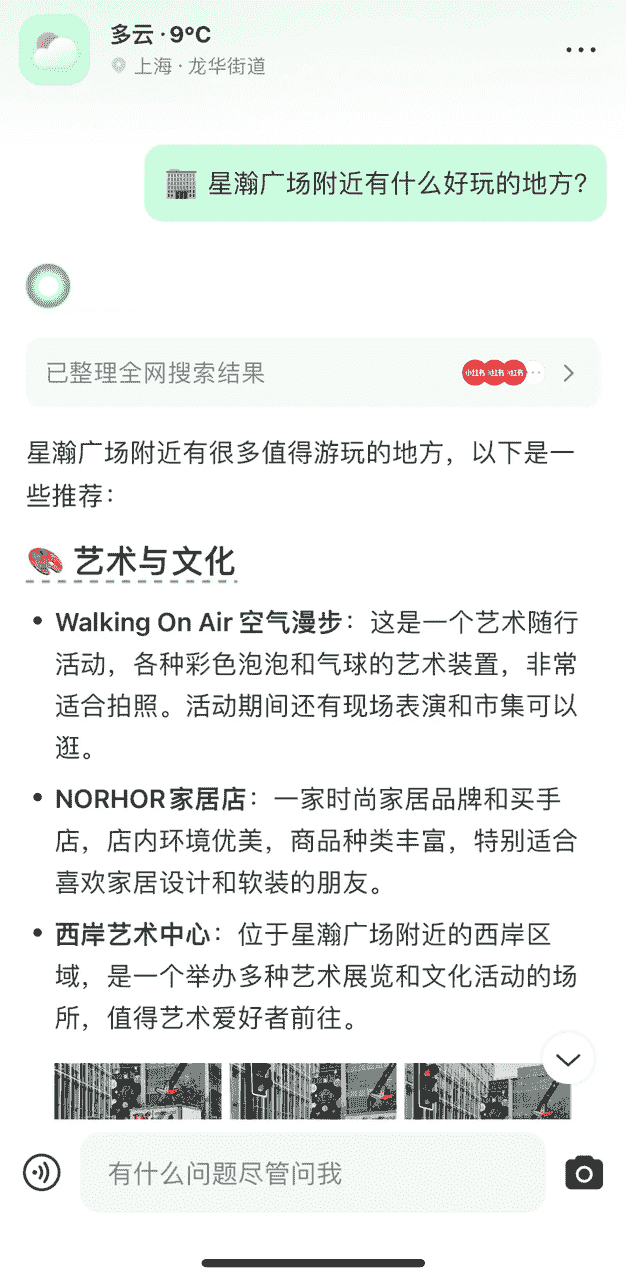 多云 · 9°C
上海 · 龙华街道
星瀚广场附近有什么好玩的地方?
已整理全网搜索结果
小红书
星瀚广场附近有很多值得游玩的地方，以下是一
些推荐：
艺术与文化
• Walking On Air 空气漫步：这是一个艺术随行
活动，各种彩色泡泡和气球的艺术装置，非常
适合拍照。活动期间还有现场表演和市集可以
逛。
• NORHOR家居店：一家时尚家居品牌和买手
店，店内环境优美，商品种类丰富，特别适合
喜欢家居设计和软装的朋友。
• 西岸艺术中心：位于星瀚广场附近的西岸区
域，是一个举办多种艺术展览和文化活动的场
所，值得艺术爱好者前往。
有什么问题尽管问我